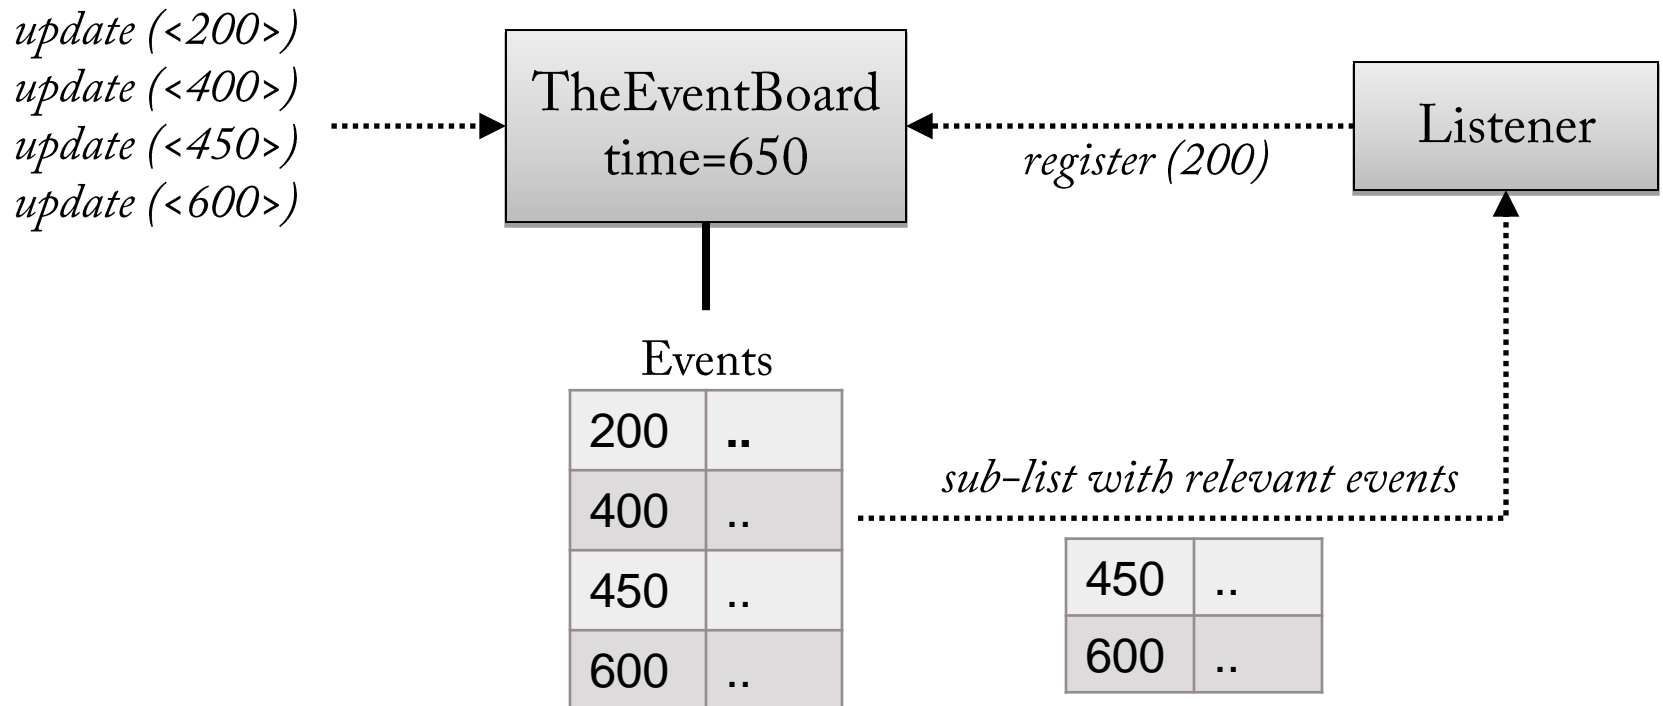 update (<200>)
update (<400>)
update (<450>)
update (<600>)
TheEventBoard
time=650
register (200)
Listener
Events
200 ..
400 ..
450 ..
600 ..
sub-list with relevant events
450 ..
600 ..